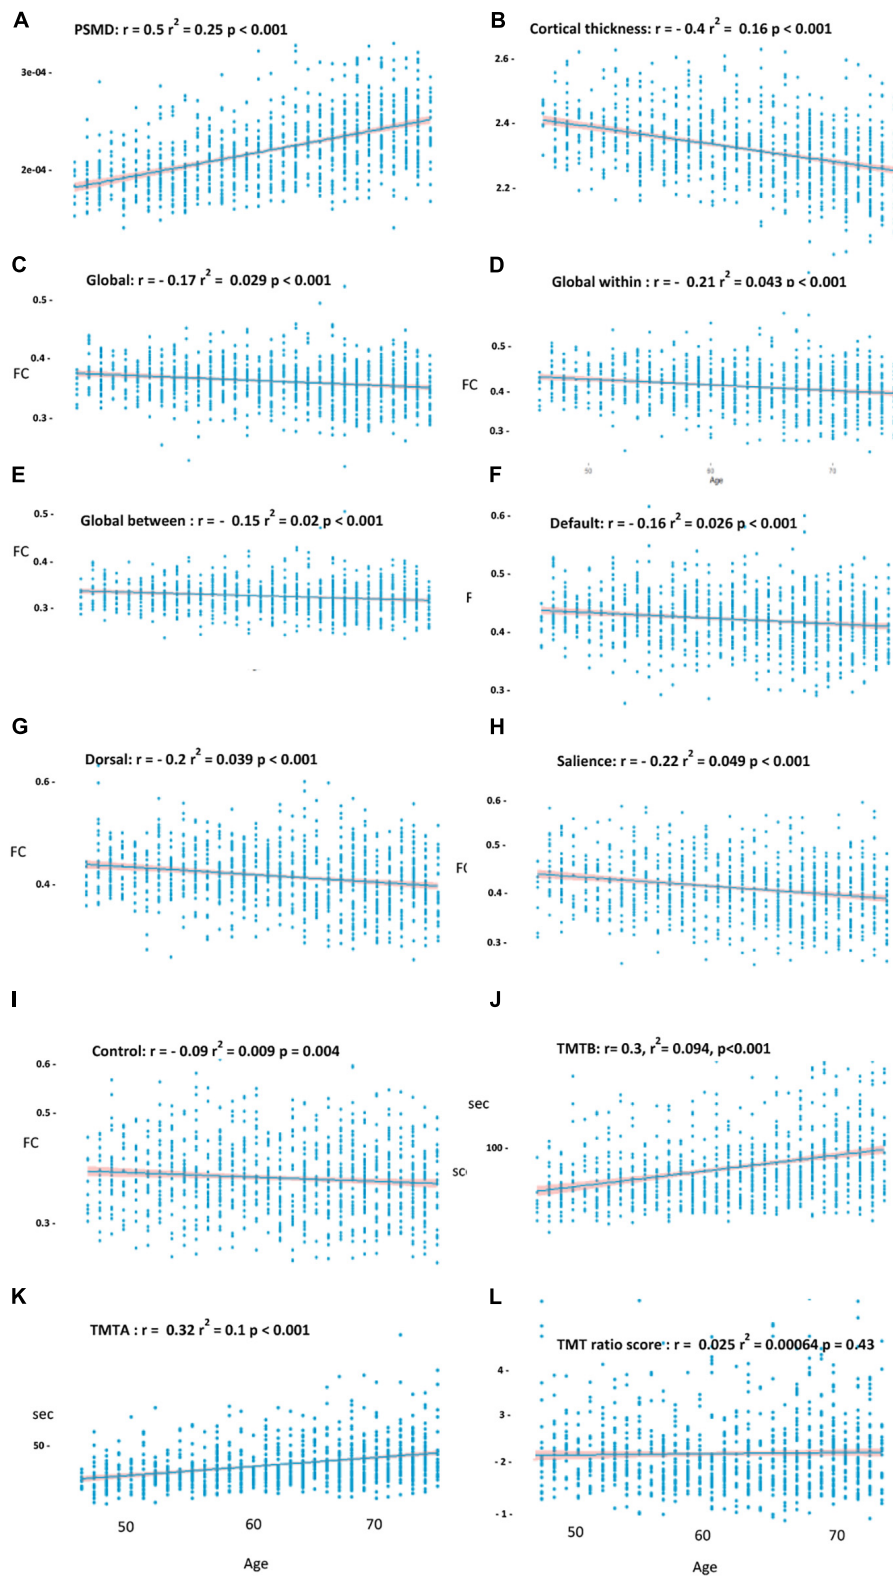 A
PSMD: r = 0.5 r2 = 0.25 p < 0.001
3e-04 -
2e-04 -
B
Cortical thickness: r = - 0.4 r2 = 0.16 p < 0.001
2.6 -
2.4 -
2.2 -
C
Global: r = - 0.17 r2 = 0.029 p < 0.001
0.5 -
0.4 -
FC
0.3 -
D
Global within : r = - 0.21 r2 = 0.043 p < 0.001
0.5 -
FC
0.4 -
0.3 -
50 60 70
Age
E
0.5 -
Global between : r = - 0.15 r2 = 0.02 p < 0.001
FC
0.4 -
0.3 -
F
0.6 -
Default: r = - 0.16 r2 = 0.026 p < 0.001
0.5 -
F
0.4 -
0.3 -
G
Dorsal: r = - 0.2 r2 = 0.039 p < 0.001
0.6 -
FC
0.4 -
H
Salience: r = - 0.22 r2 = 0.049 p < 0.001
0.6 -
0.5 -
F(
0.4 -
0.3 -
I
Control: r = - 0.09 r2 = 0.009 p = 0.004
0.6 -
0.5 -
FC
0.3 -
J
TMTB: r= 0.3, r2= 0.094, p<0.001
sec
100 -
sc
K
TMTA : r = 0.32 r2 = 0.1 p < 0.001
sec
50 -
50 60 70
Age
L
TMT ratio score : r = 0.025 r2 = 0.00064 p = 0.43
4 -
3 -
- 2
- 1
50 60 70
Age